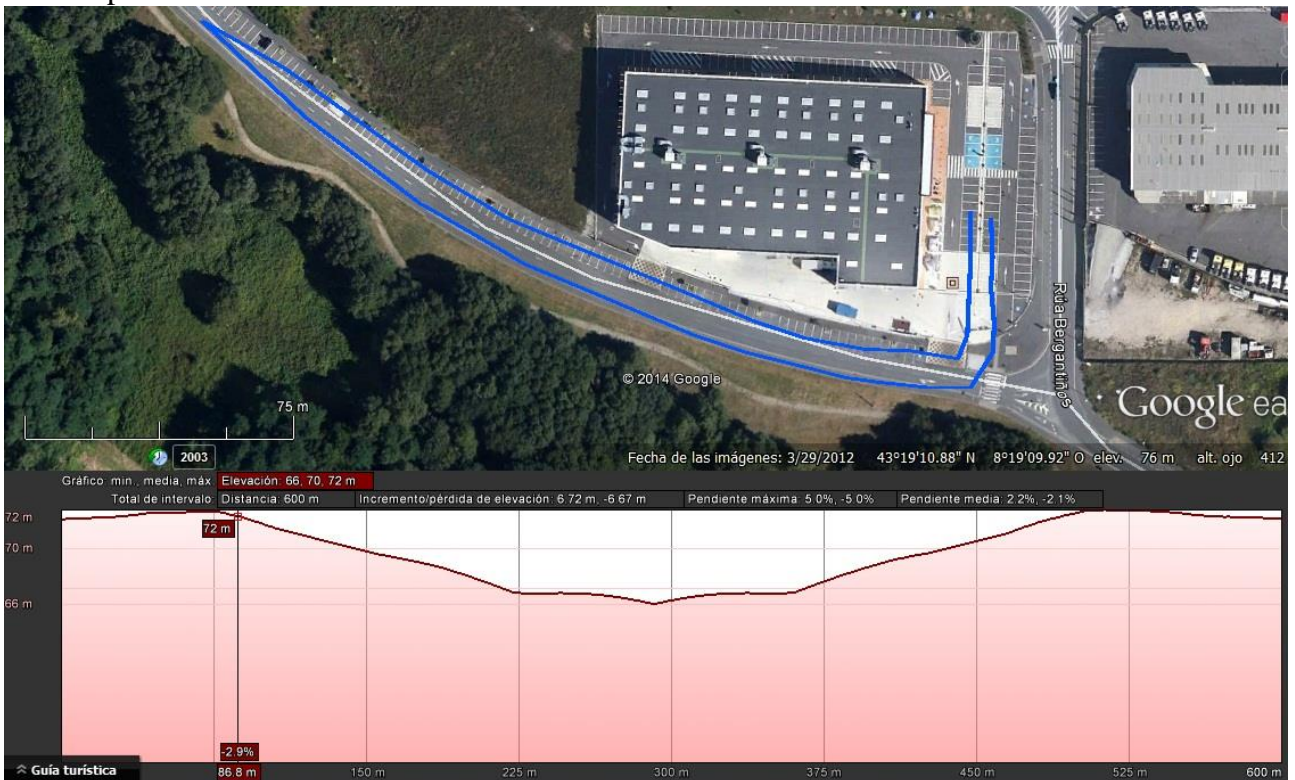 75 m
© 2014 Google
Rúa Bergantiños
Google ea
2003
Fecha de las imágenes: 3/29/2012 43°19'10.88" N 8°19'09.92" O elev. 76 m alt. ojo 412
Gráfico: mín., media, máx. Elevación: 66, 70, 72 m
Total de intervalo: Distancia: 600 m Incremento/pérdida de elevación: 6.72 m, -6.67 m Pendiente máxima: 5.0%, -5.0% Pendiente media: 2.2%, -2.1%
72 m
72 m
70 m
66 m
-2.9%
Guía turística 86.8 m 150 m 225 m 300 m 375 m 450 m 525 m 600 m